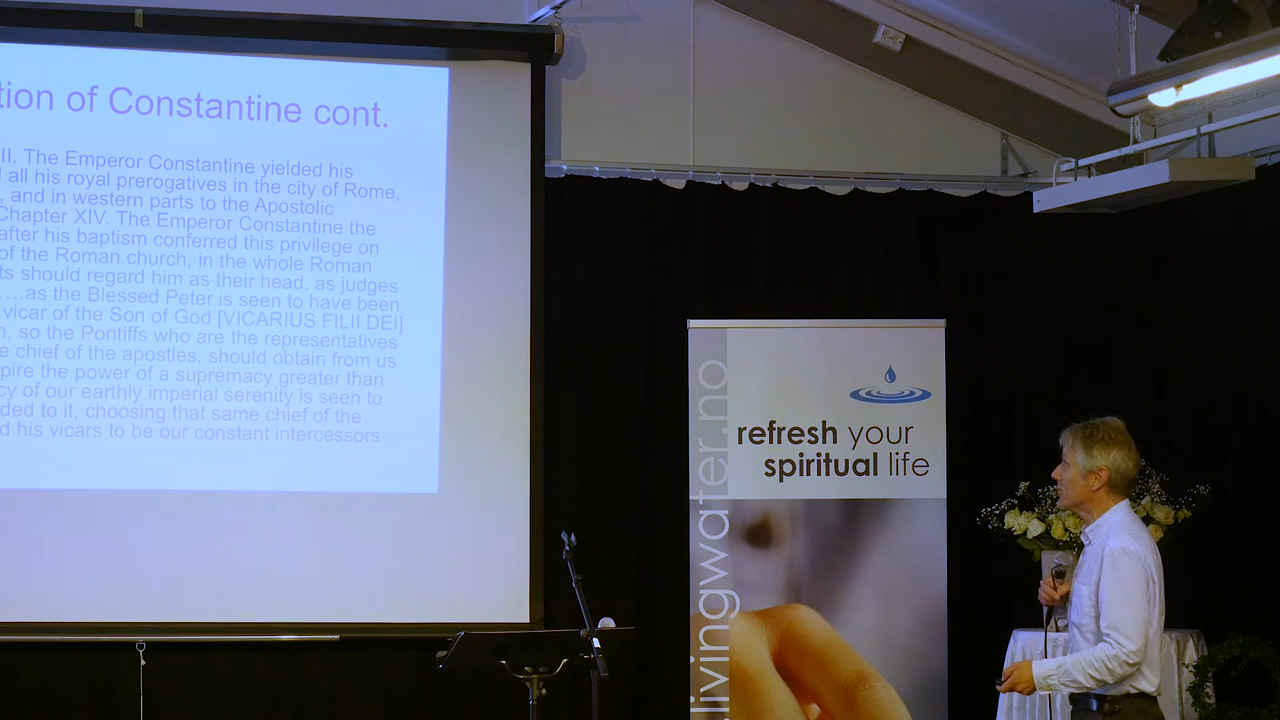 tion of Constantine cont.
II. The Emperor Constantine yielded his
all his royal prerogatives in the city of Rome,
, and in western parts to the Apostolic
Chapter XIV. The Emperor Constantine the
after his baptism conferred this privilege on
of the Roman church, in the whole Roman
ts should regard him as their head, as judges
....as the Blessed Peter is seen to have been
vicar of the Son of God [VICARIUS FILII DEI]
, so the Pontiffs who are the representatives
e chief of the apostles, should obtain from us
pire the power of a supremacy greater than
cy of our earthly imperial serenity is seen to
ded to it, choosing that same chief of the
d his vicars to be our constant intercessors
refresh your
spiritual life
.livingwater.no